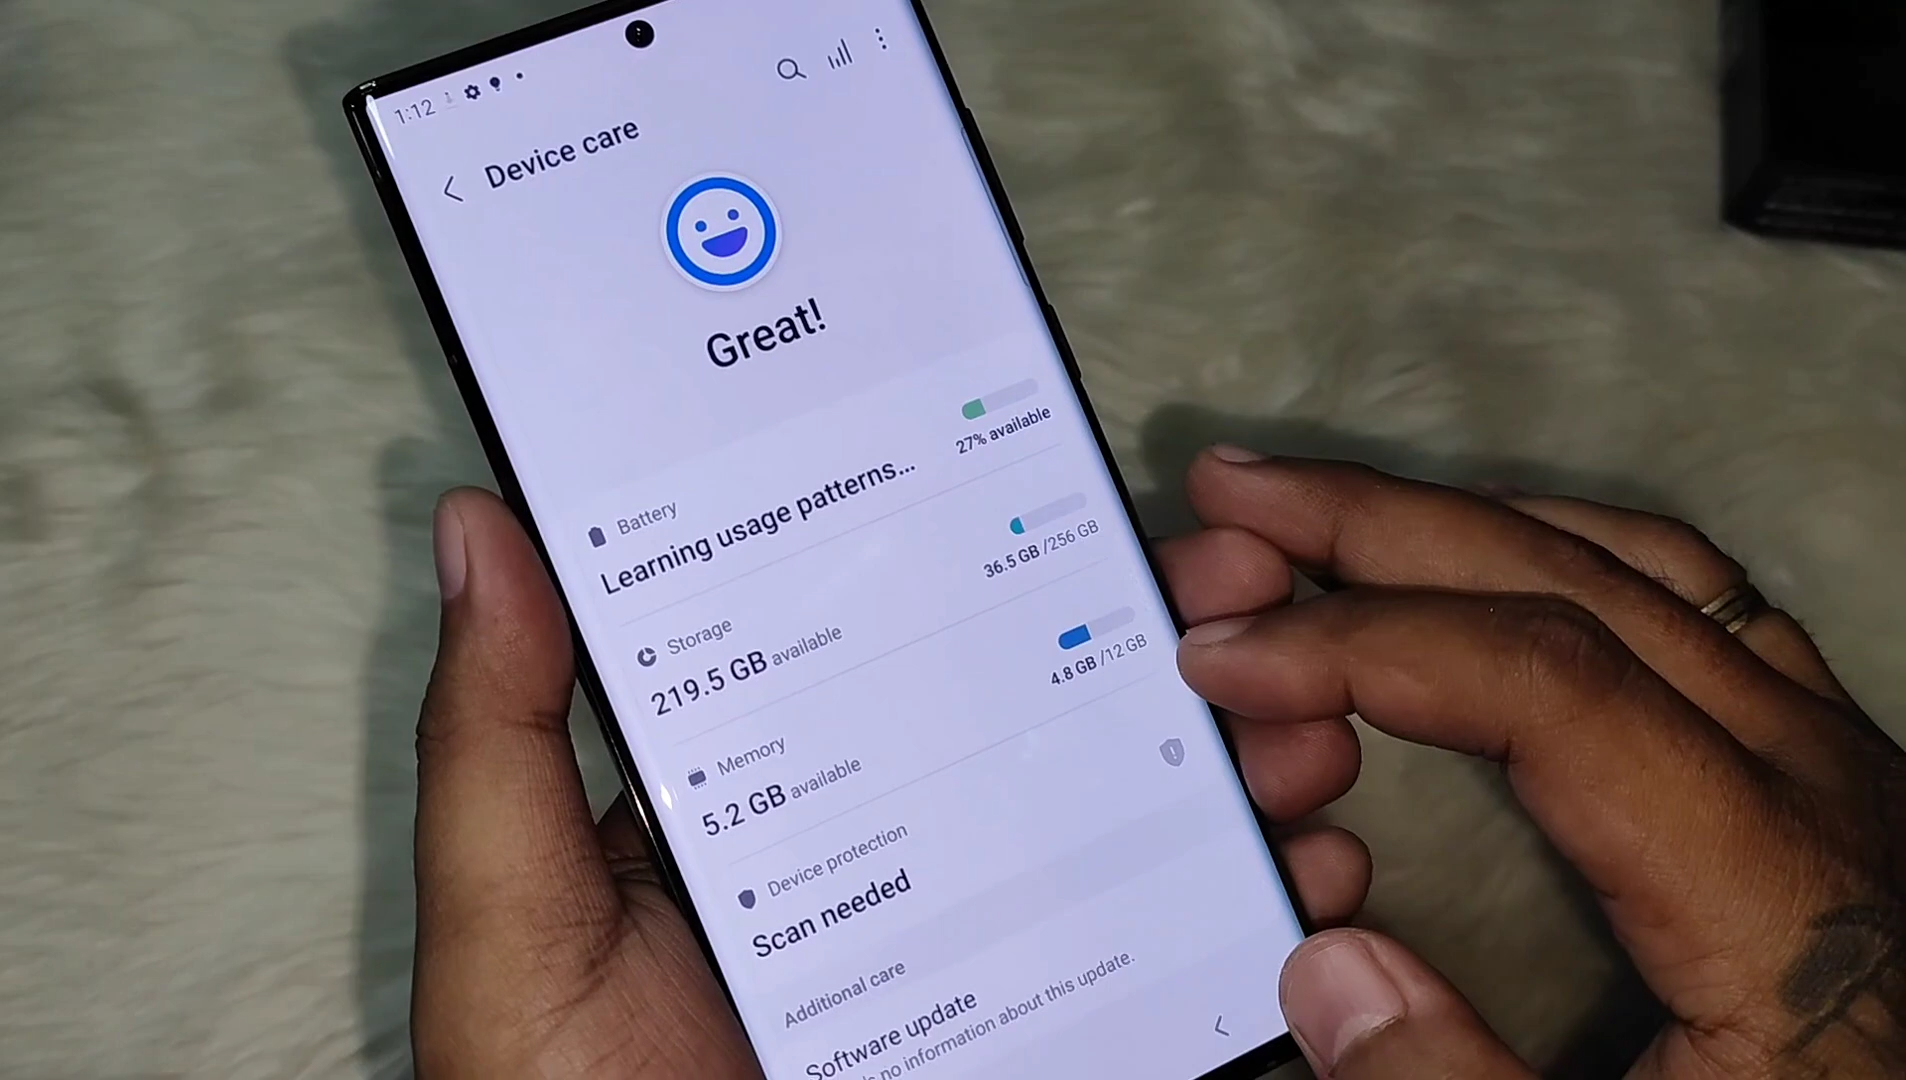 1:12
Device care
Great!
Battery
Learning usage patterns...
27% available
Storage
219.5 GB available
36.5 GB /256 GB
Memory
5.2 GB available
4.8 GB /12 GB
Device protection
Scan needed
Additional care
Software update
no information about this update.